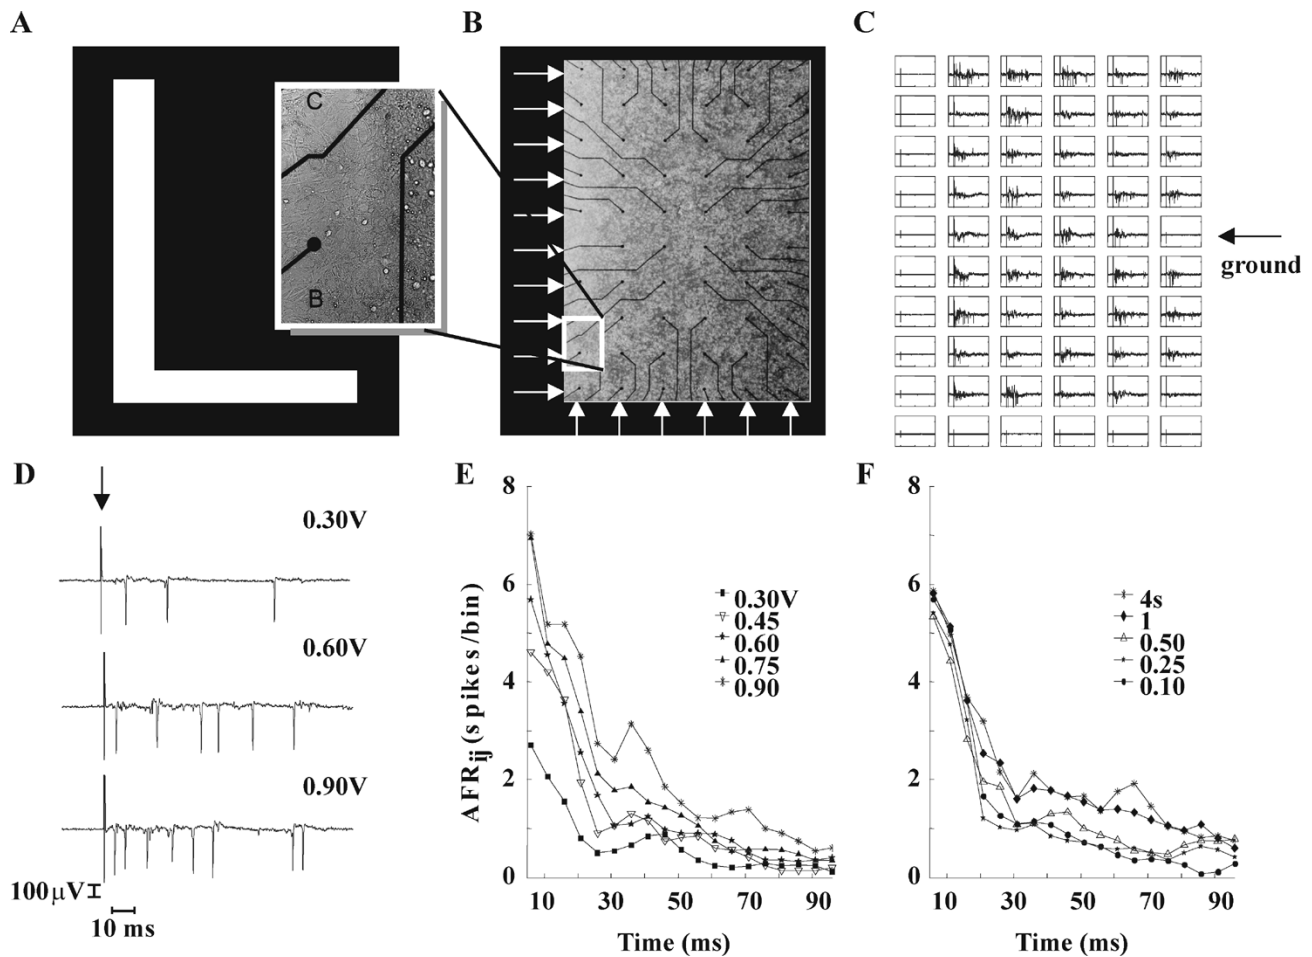 A
B
C
C
B
ground
D
0.30V
0.60V
0.90V
100μV
10 ms
E
8
6
4
2
0
AFRij (spikes/bin)
0.30V
0.45
0.60
0.75
0.90
10 30 50 70 90
Time (ms)
F
8
6
4
2
0
4s
1
0.50
0.25
0.10
10 30 50 70 90
Time (ms)